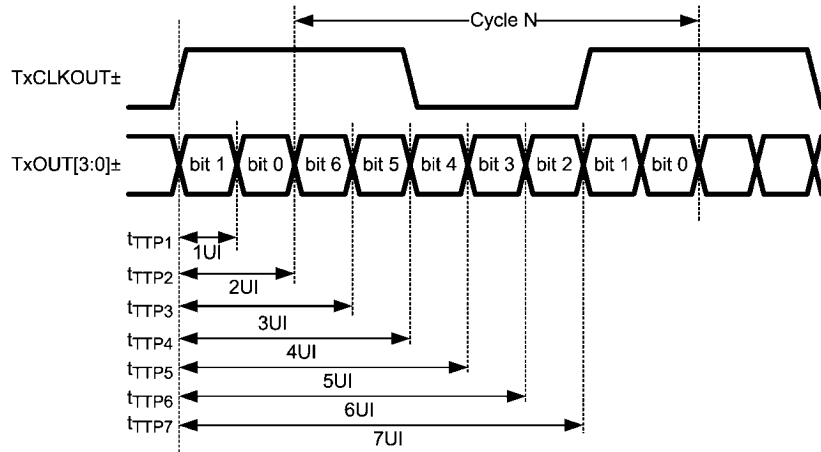 Cycle N
TxCLKOUT±
TxOUT[3:0]± bit 1 bit 0 bit 6 bit 5 bit 4 bit 3 bit 2 bit 1 bit 0
tTTP1
1UI
tTTP2
2UI
tTTP3
3UI
tTTP4
4UI
tTTP5
5UI
tTTP6
6UI
tTTP7
7UI